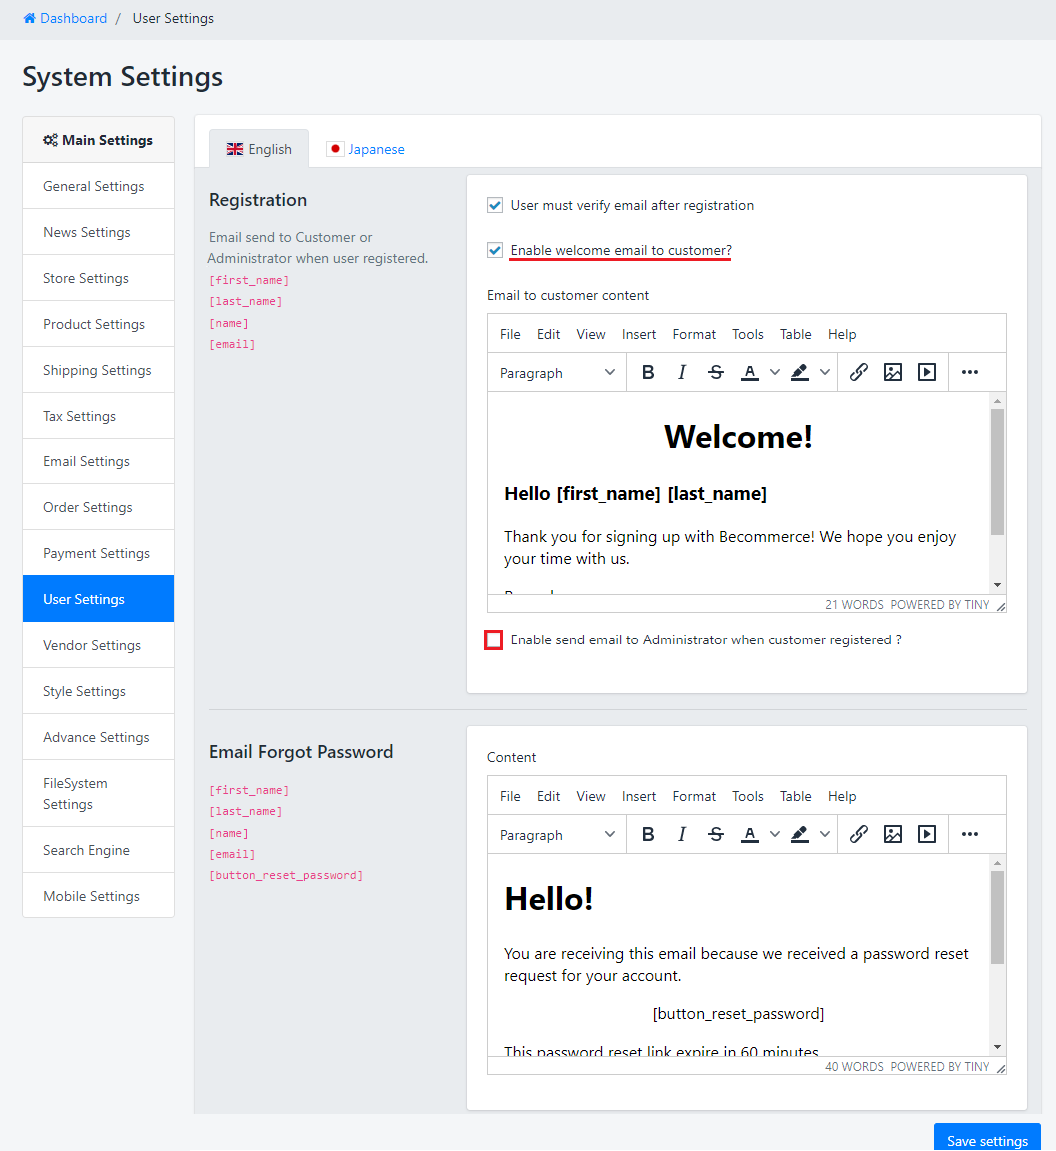 Dashboard / User Settings
System Settings
Main Settings
General Settings
News Settings
Store Settings
Product Settings
Shipping Settings
Tax Settings
Email Settings
Order Settings
Payment Settings
User Settings
Vendor Settings
Style Settings
Advance Settings
FileSystem
Settings
Search Engine
Mobile Settings
English Japanese
Registration
Email send to Customer or
Administrator when user registered.
[first_name]
[last_name]
[name]
[email]
User must verify email after registration
Enable welcome email to customer?
Email to customer content
File Edit View Insert Format Tools Table Help
Paragraph B I S A
Welcome!
Hello [first_name] [last_name]
Thank you for signing up with Becommerce! We hope you enjoy
your time with us.
21 WORDS POWERED BY TINY
Enable send email to Administrator when customer registered ?
Email Forgot Password
[first_name]
[last_name]
[name]
[email]
[button_reset_password]
Content
File Edit View Insert Format Tools Table Help
Paragraph B I S A
Hello!
You are receiving this email because we received a password reset
request for your account.
[button_reset_password]
This password reset link expire in 60 minutes
40 WORDS POWERED BY TINY
Save settings